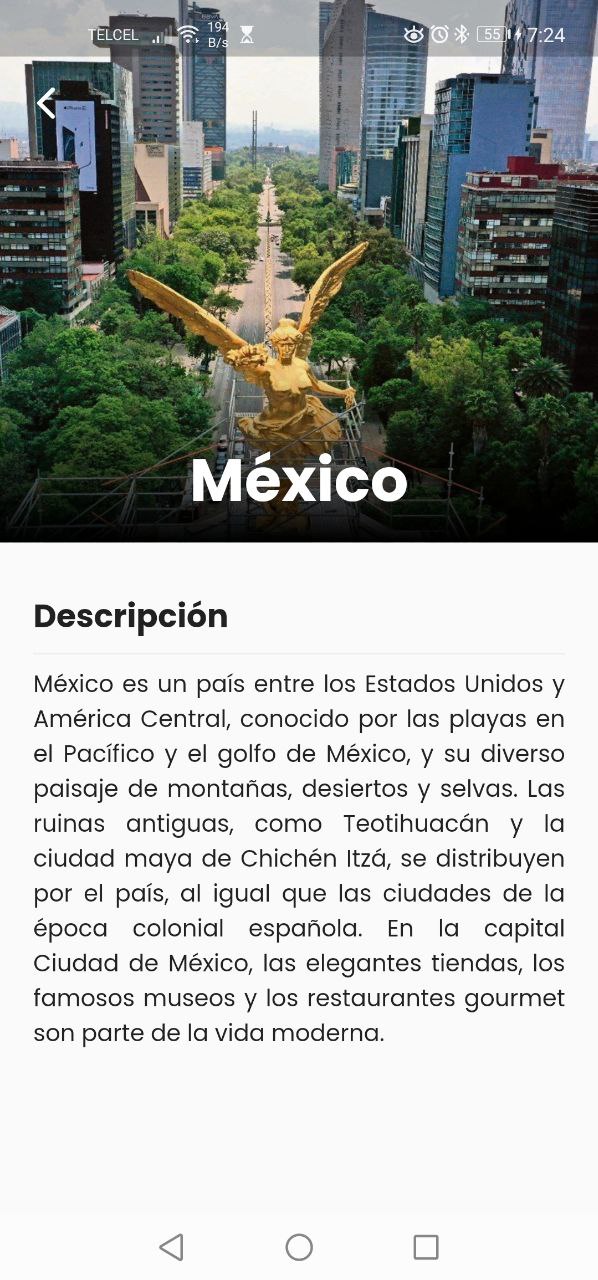 TELCEL 194 B/s 55 7:24
México
Descripción
México es un país entre los Estados Unidos y
América Central, conocido por las playas en
el Pacífico y el golfo de México, y su diverso
paisaje de montañas, desiertos y selvas. Las
ruinas antiguas, como Teotihuacán y la
ciudad maya de Chichén Itzá, se distribuyen
por el país, al igual que las ciudades de la
época colonial española. En la capital
Ciudad de México, las elegantes tiendas, los
famosos museos y los restaurantes gourmet
son parte de la vida moderna.